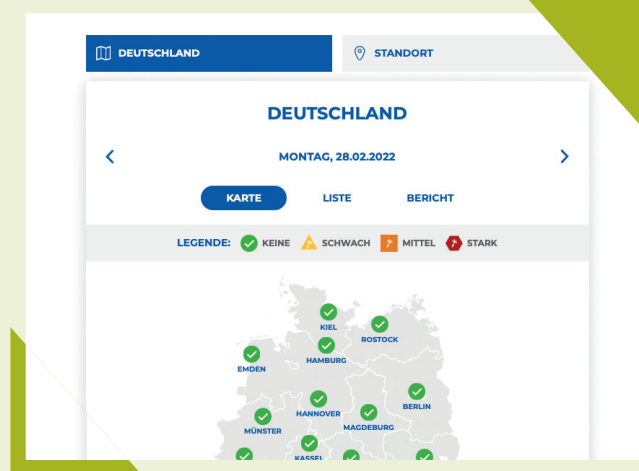 DEUTSCHLAND
STANDORT
DEUTSCHLAND
MONTAG, 28.02.2022
KARTE LISTE BERICHT
LEGENDE: KEINE SCHWACH MITTEL STARK
KIEL
ROSTOCK
HAMBURG
EMDEN
BERLIN
HANNOVER
MAGDEBURG
MÜNSTER
KASSEL